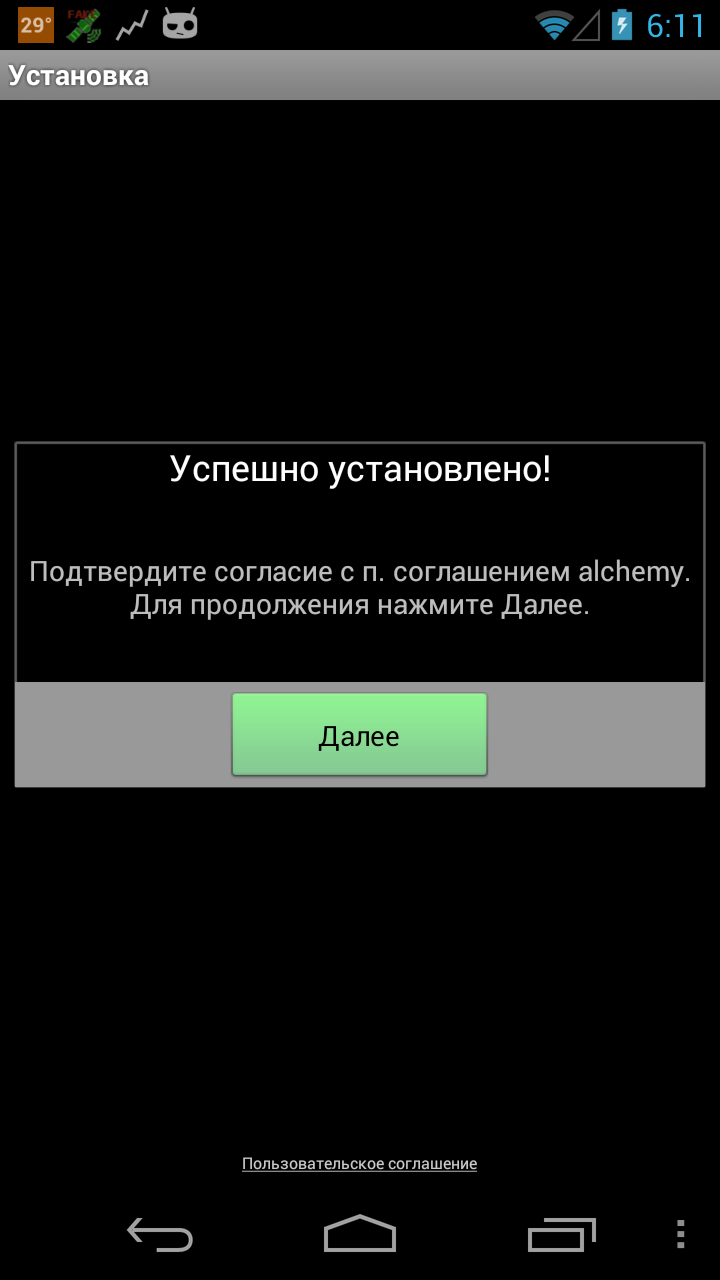 29°
FAKE
6:11
Установка
Успешно установлено!
Подтвердите согласие с п. соглашением alchemy.
Для продолжения нажмите Далее.
Далее
Пользовательское соглашение